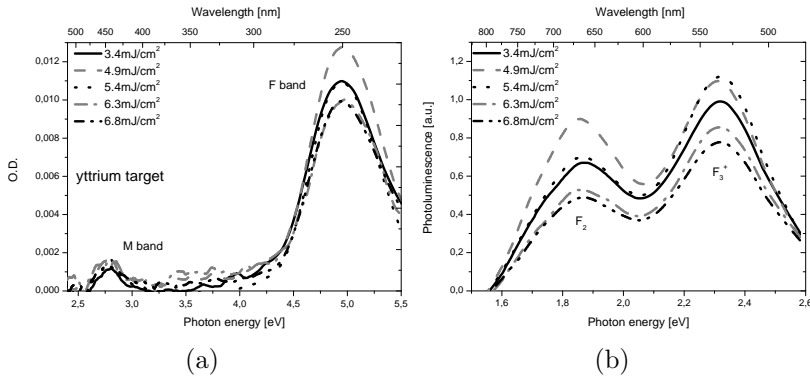 Wavelength [nm]
500 450 400 350 300 250
3.4mJ/cm²
4.9mJ/cm²
5.4mJ/cm²
6.3mJ/cm²
6.8mJ/cm²
F band
yttrium target
M band
O.D.
0,012
0,010
0,008
0,006
0,004
0,002
0,000
2,5 3,0 3,5 4,0 4,5 5,0 5,5
Photon energy [eV]
(a)
Wavelength [nm]
800 750 700 650 600 550 500
3.4mJ/cm²
4.9mJ/cm²
5.4mJ/cm²
6.3mJ/cm²
6.8mJ/cm²
F₃⁺
F₂
Photoluminescence [a.u.]
1,2
1,0
0,8
0,6
0,4
0,2
0,0
1,6 1,8 2,0 2,2 2,4 2,6
Photon energy [eV]
(b)